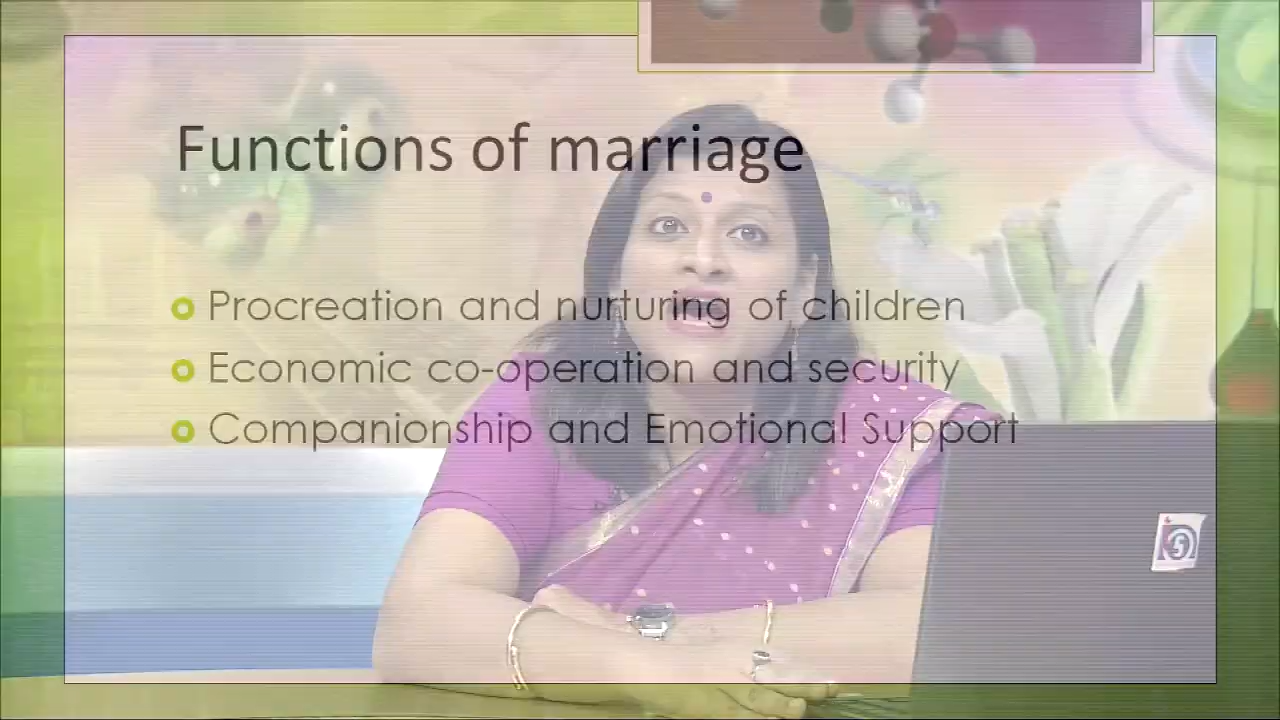 Functions of marriage
Procreation and nurturing of children
Economic co-operation and security
Companionship and Emotional Support